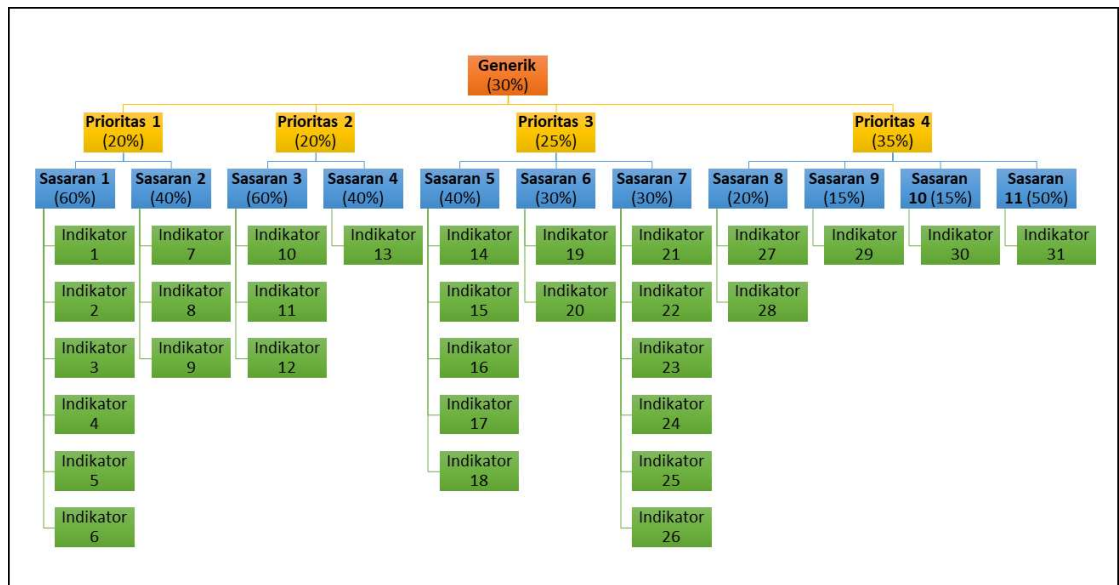 Generik
(30%)
Prioritas 1
(20%)
Prioritas 2
(20%)
Prioritas 3
(25%)
Prioritas 4
(35%)
Sasaran 1
(60%)
Sasaran 2
(40%)
Sasaran 3
(60%)
Sasaran 4
(40%)
Sasaran 5
(40%)
Sasaran 6
(30%)
Sasaran 7
(30%)
Sasaran 8
(20%)
Sasaran 9
(15%)
Sasaran
10 (15%)
Sasaran
11 (50%)
Indikator
1
Indikator
2
Indikator
3
Indikator
4
Indikator
5
Indikator
6
Indikator
7
Indikator
8
Indikator
9
Indikator
10
Indikator
11
Indikator
12
Indikator
13
Indikator
14
Indikator
15
Indikator
16
Indikator
17
Indikator
18
Indikator
19
Indikator
20
Indikator
21
Indikator
22
Indikator
23
Indikator
24
Indikator
25
Indikator
26
Indikator
27
Indikator
28
Indikator
29
Indikator
30
Indikator
31